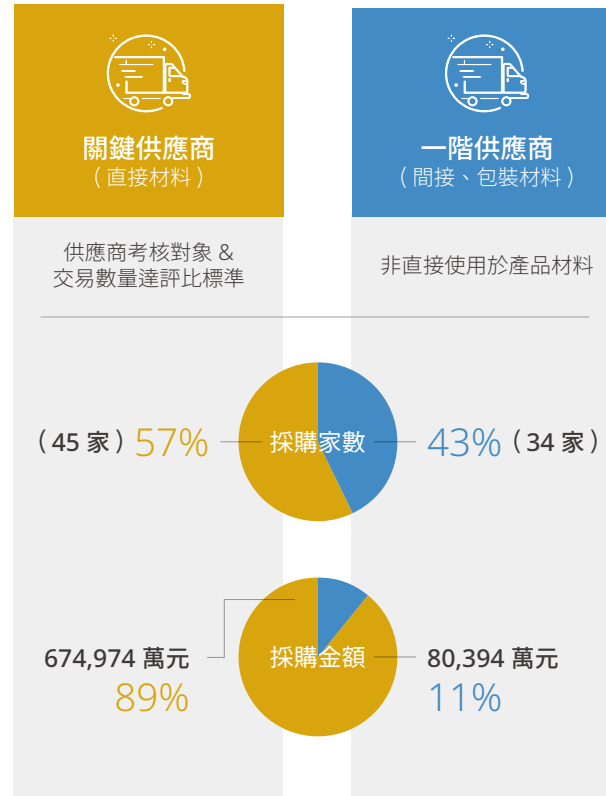 關鍵供應商
（直接材料）
一階供應商
（間接、包裝材料）
供應商考核對象 &
交易數量達評比標準
非直接使用於產品材料
（45 家）57%
採購家數
43%（34 家）
674,974 萬元
89%
採購金額
80,394 萬元
11%